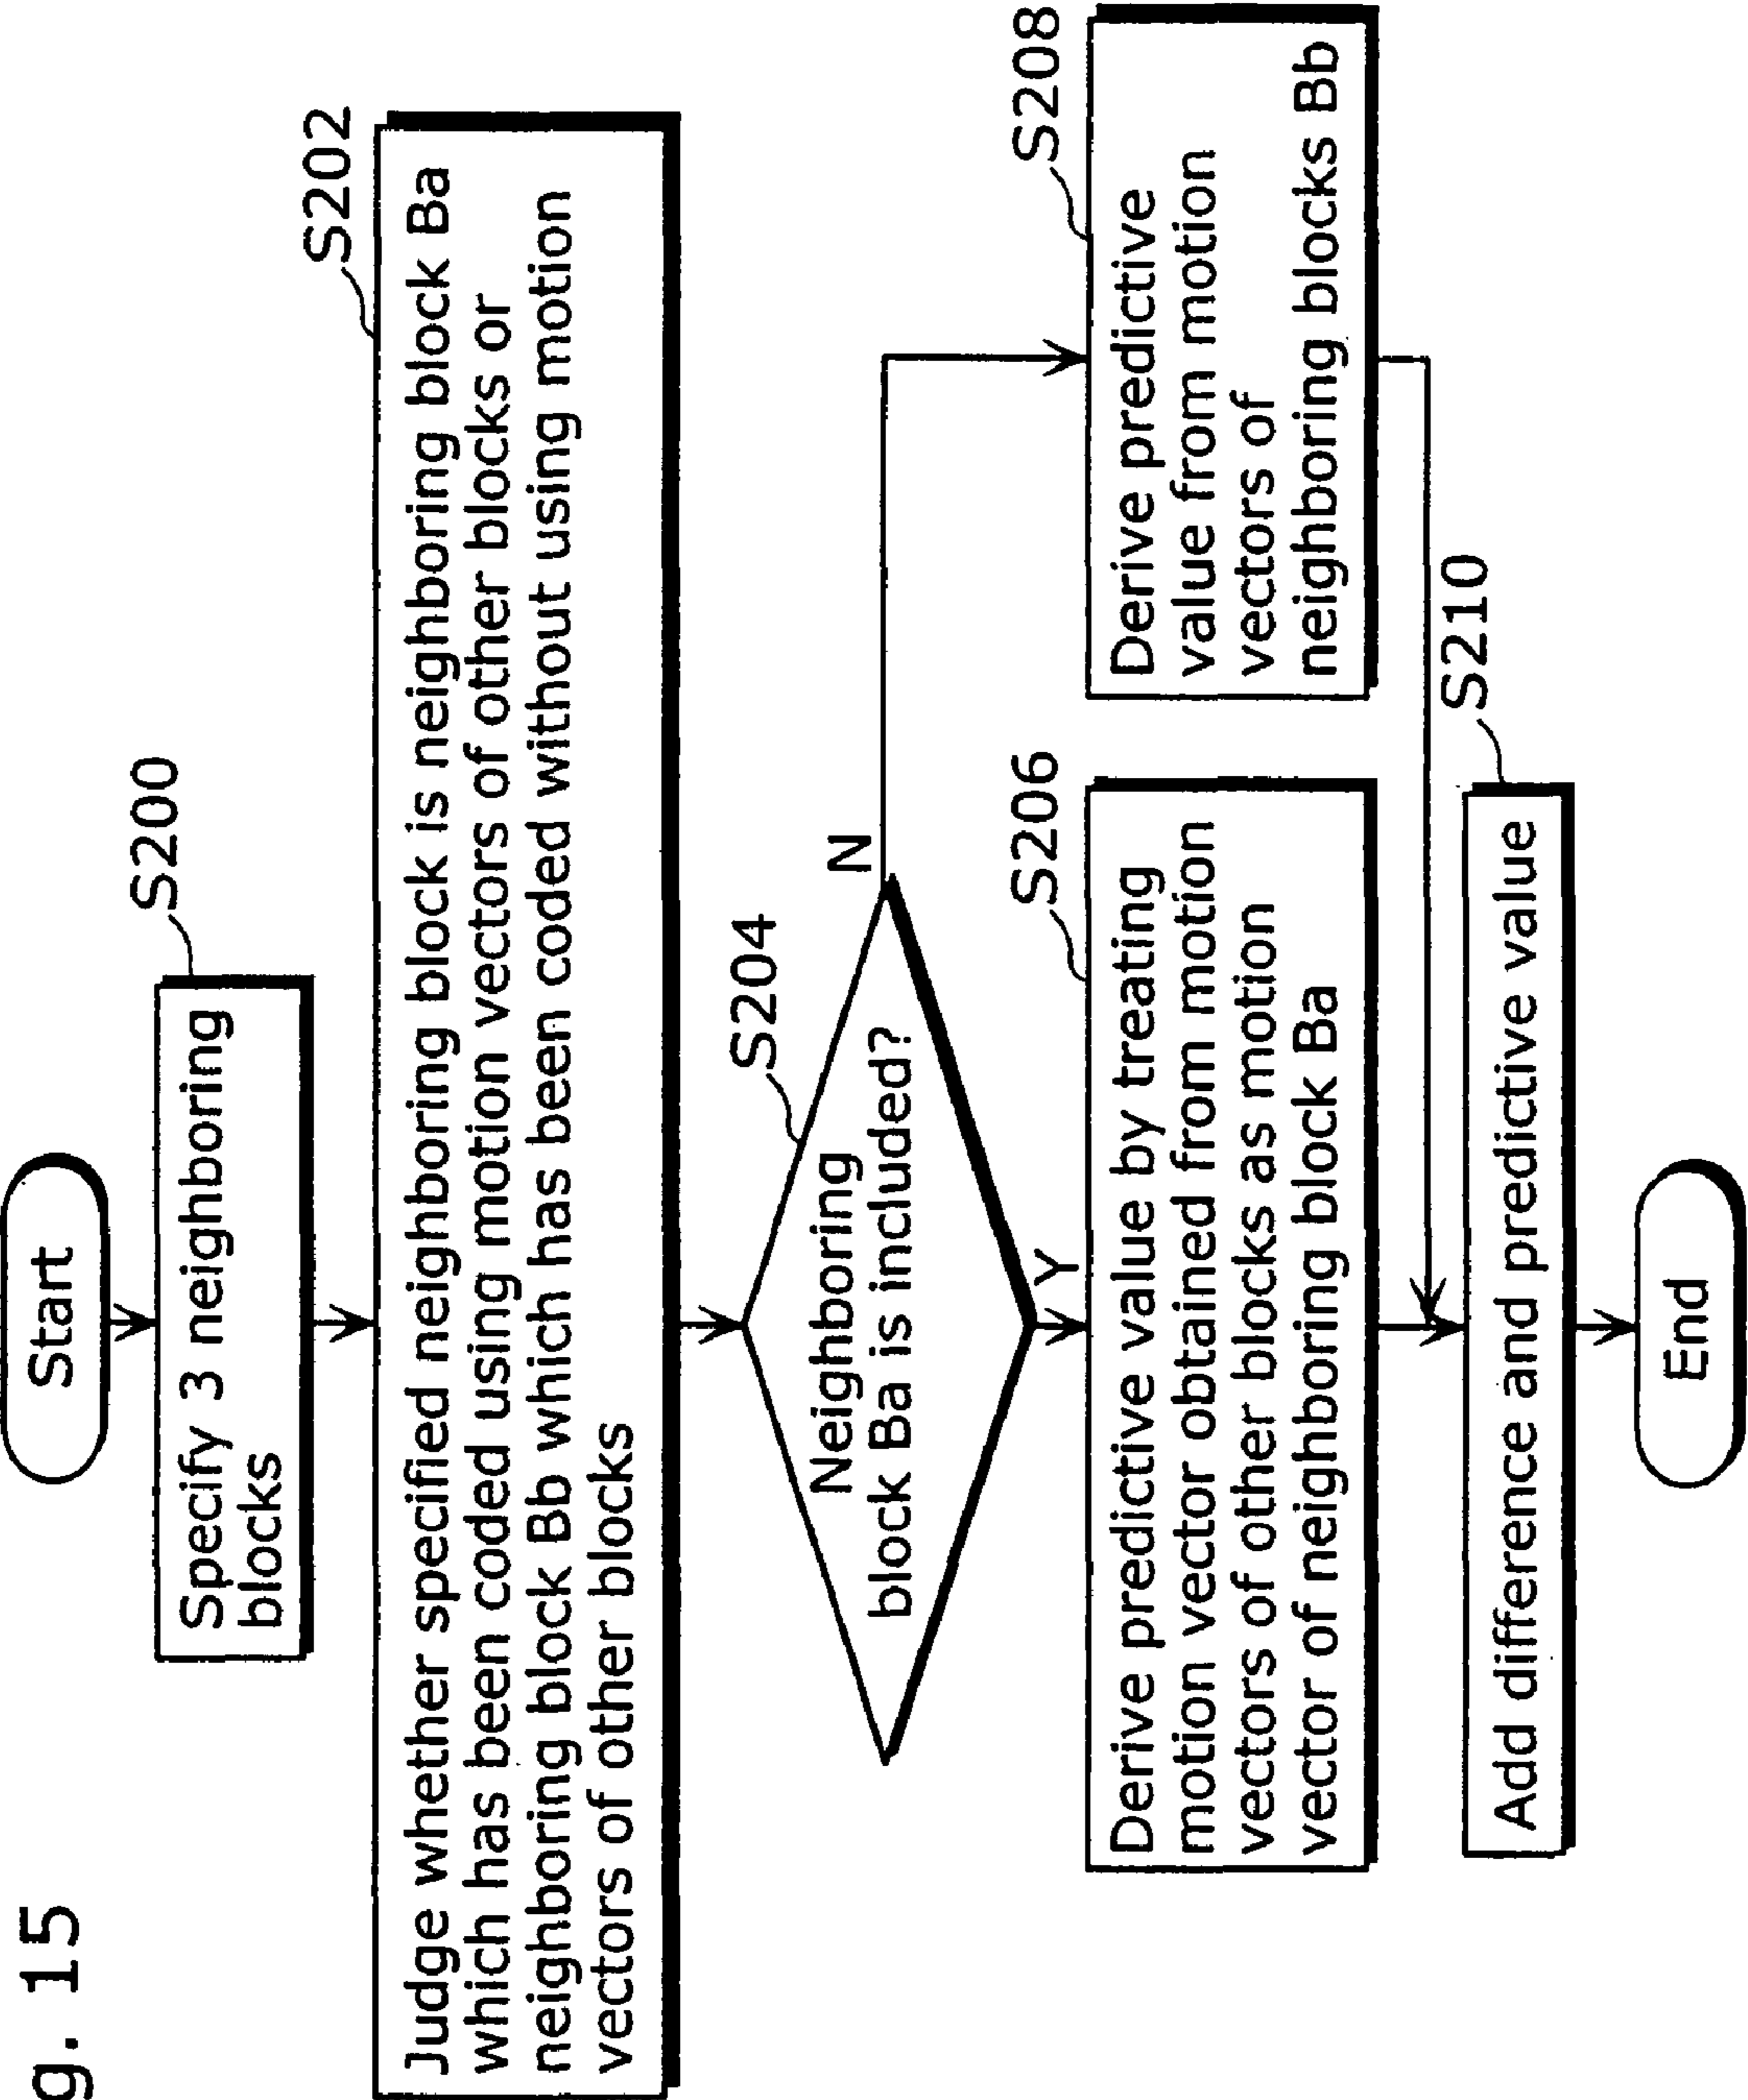 g. 15
Start
S200
Specify 3 neighboring
blocks
S202
Judge whether specified neighboring block is neighboring block Ba
which has been coded using motion vectors of other blocks or
neighboring block Bb which has been coded without using motion
vectors of other blocks
S204
Neighboring
block Ba is included?
N
Y
S206
Derive predictive value by treating
motion vector obtained from motion
vectors of other blocks as motion
vector of neighboring block Ba
S208
Derive predictive
value from motion
vectors of
neighboring blocks Bb
S210
Add difference and predictive value
End